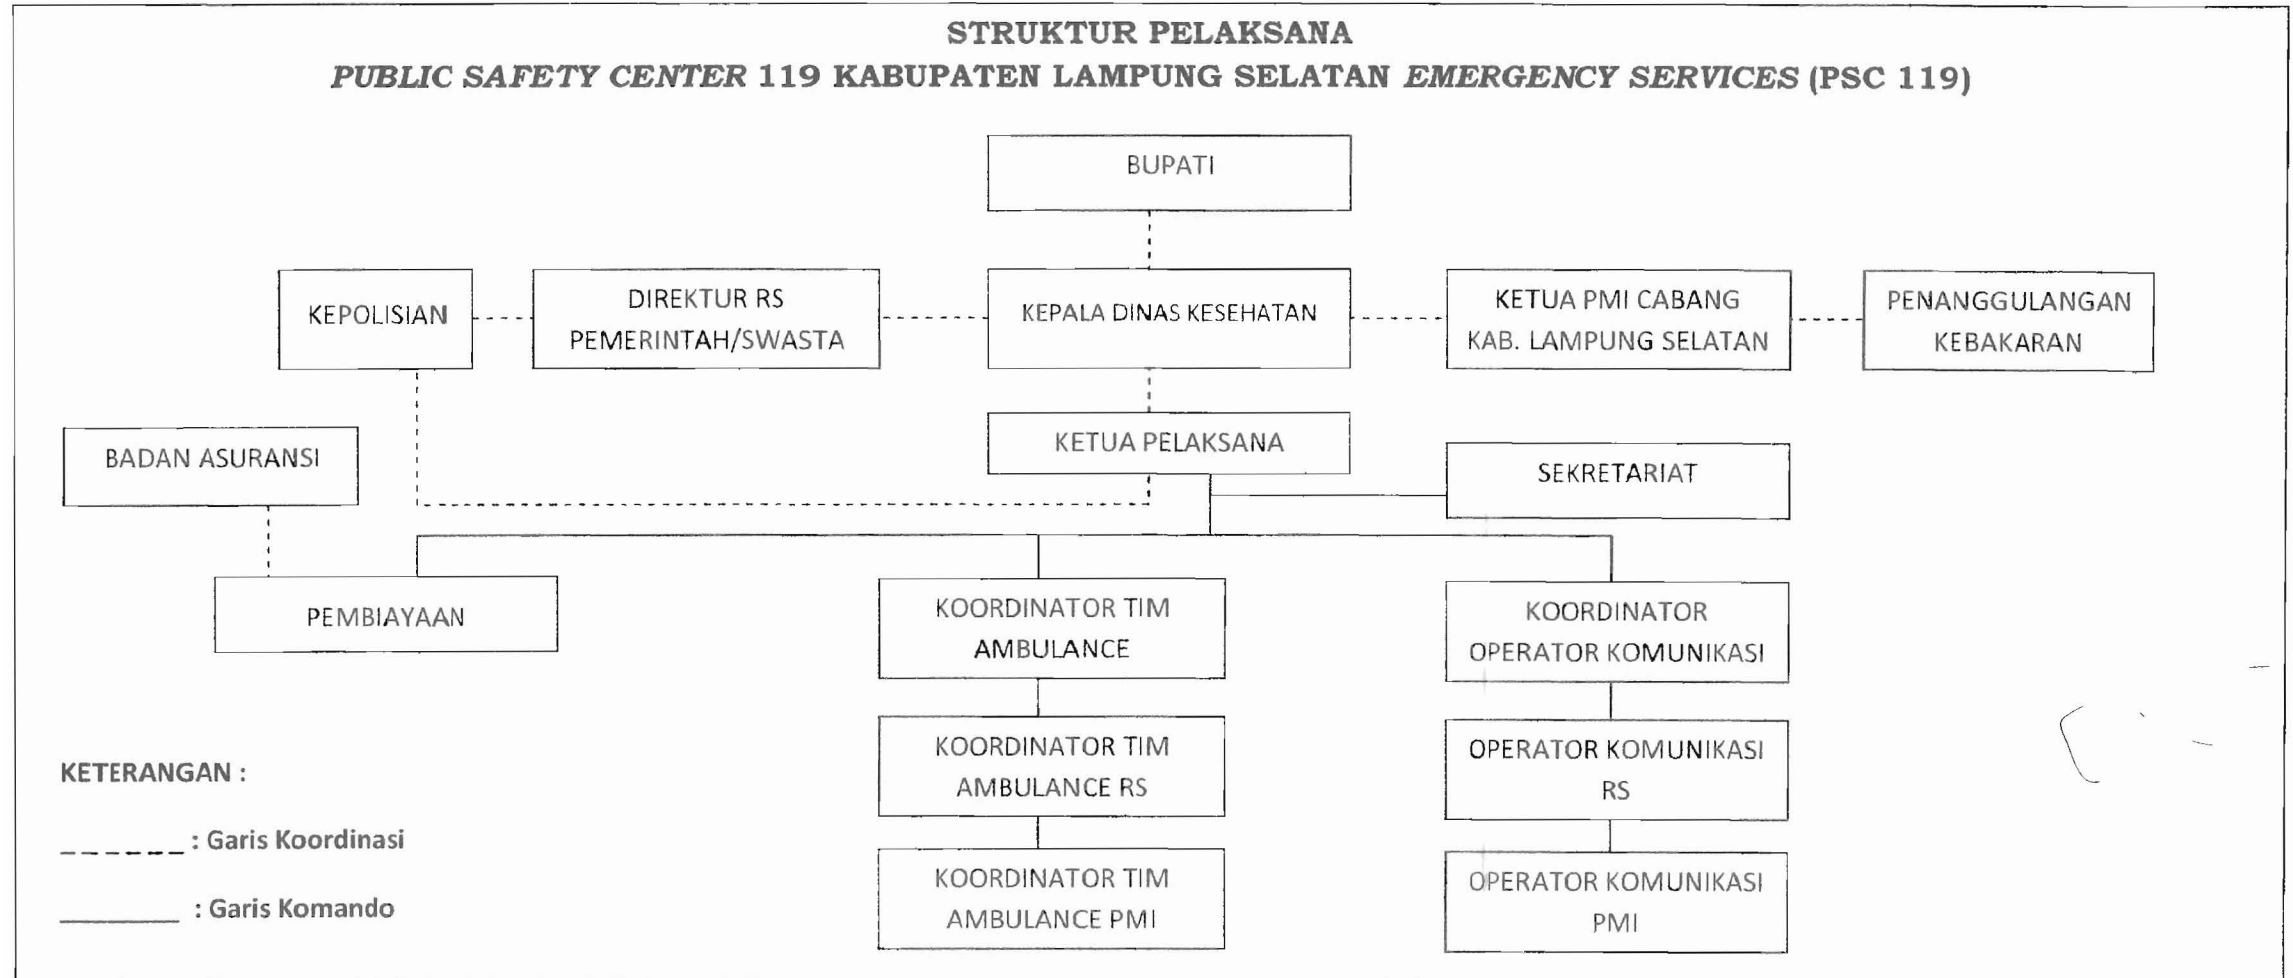 STRUKTUR PELAKSANA
PUBLIC SAFETY CENTER 119 KABUPATEN LAMPUNG SELATAN EMERGENCY SERVICES (PSC 119)
BUPATI
KEPOLISIAN
DIREKTUR RS
PEMERINTAH/SWASTA
KEPALA DINAS KESEHATAN
KETUA PMI CABANG
KAB. LAMPUNG SELATAN
PENANGGULANGAN
KEBAKARAN
BADAN ASURANSI
KETUA PELAKSANA
SEKRETARIAT
PEMBIAYAAN
KOORDINATOR TIM
AMBULANCE
KOORDINATOR
OPERATOR KOMUNIKASI
KOORDINATOR TIM
AMBULANCE RS
OPERATOR KOMUNIKASI
RS
KOORDINATOR TIM
AMBULANCE PMI
OPERATOR KOMUNIKASI
PMI
KETERANGAN :
_ _ _ _ _ _ _ : Garis Koordinasi
_________ : Garis Komando